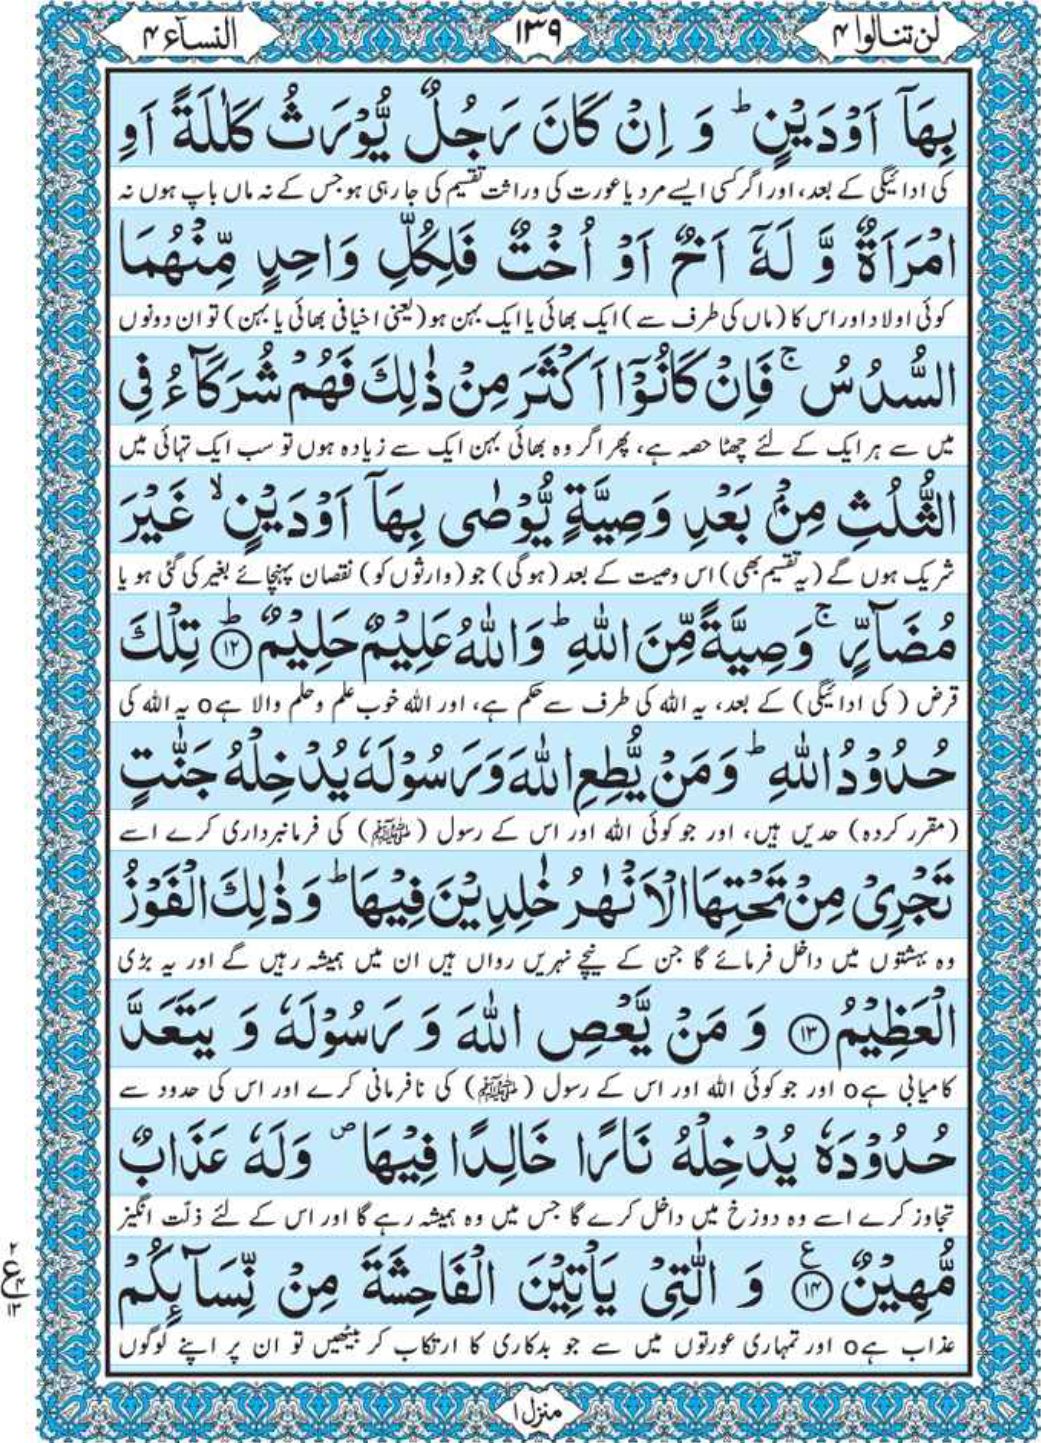 لن تنالوا ۴
۱۳۹
النسآء ۴
بِهَاۤ اَوْ دَیْنٍ ؕ وَ اِنْ كَانَ رَجُلٌ یُّوْرَثُ كَلٰلَةً اَوِ
کی ادائیگی کے بعد، اور اگر کسی ایسے مرد یا عورت کی وراثت تقسیم کی جا رہی ہو جس کے نہ ماں باپ ہوں نہ
امْرَاَةٌ وَّ لَهٗۤ اَخٌ اَوْ اُخْتٌ فَلِكُلِّ وَاحِدٍ مِّنْهُمَا
کوئی اولاد اور اس کا (ماں کی طرف سے) ایک بھائی یا ایک بہن ہو (یعنی اخیافی بھائی یا بہن) تو ان دونوں
السُّدُسُ ۚ فَاِنْ كَانُوْۤا اَكْثَرَ مِنْ ذٰلِكَ فَهُمْ شُرَكَآءُ فِی
میں سے ہر ایک کے لئے چھٹا حصہ ہے، پھر اگر وہ بھائی بہن ایک سے زیادہ ہوں تو سب ایک تہائی میں
الثُّلُثِ مِنْۢ بَعْدِ وَصِیَّةٍ یُّوْصٰی بِهَاۤ اَوْ دَیْنٍ ۙ غَیْرَ
شریک ہوں گے (یہ تقسیم بھی) اس وصیت کے بعد (ہو گی) جو (وارثوں کو) نقصان پہنچائے بغیر کی گئی ہو یا
مُضَآرٍّ ۚ وَصِیَّةً مِّنَ اللّٰهِ ؕ وَ اللّٰهُ عَلِیْمٌ حَلِیْمٌ ؕ﴿۱۲﴾ تِلْكَ
قرض (کی ادائیگی) کے بعد، یہ اللہ کی طرف سے حکم ہے، اور اللہ خوب علم و حلم والا ہے o یہ اللہ کی
حُدُوْدُ اللّٰهِ ؕ وَ مَنْ یُّطِعِ اللّٰهَ وَ رَسُوْلَهٗ یُدْخِلْهُ جَنّٰتٍ
(مقرر کردہ) حدیں ہیں، اور جو کوئی اللہ اور اس کے رسول (ﷺ) کی فرمانبرداری کرے اسے
تَجْرِیْ مِنْ تَحْتِهَا الْاَنْهٰرُ خٰلِدِیْنَ فِیْهَا ؕ وَ ذٰلِكَ الْفَوْزُ
وہ بہشتوں میں داخل فرمائے گا جن کے نیچے نہریں رواں ہیں ان میں ہمیشہ رہیں گے اور یہ بڑی
الْعَظِیْمُ ﴿۱۳﴾ وَ مَنْ یَّعْصِ اللّٰهَ وَ رَسُوْلَهٗ وَ یَتَعَدَّ
کامیابی ہے o اور جو کوئی اللہ اور اس کے رسول (ﷺ) کی نافرمانی کرے اور اس کی حدود سے
حُدُوْدَهٗ یُدْخِلْهُ نَارًا خَالِدًا فِیْهَا ۪ وَ لَهٗ عَذَابٌ
تجاوز کرے اسے وہ دوزخ میں داخل کرے گا جس میں وہ ہمیشہ رہے گا اور اس کے لئے ذلّت انگیز
مُّهِیْنٌ ﴿۱۴﴾ ع وَ الّٰتِیْ یَاْتِیْنَ الْفَاحِشَةَ مِنْ نِّسَآىِٕكُمْ
عذاب ہے o اور تمہاری عورتوں میں سے جو بدکاری کا ارتکاب کر بیٹھیں تو ان پر اپنے لوگوں
۲
ع ۴
۱۳
منزل ۱